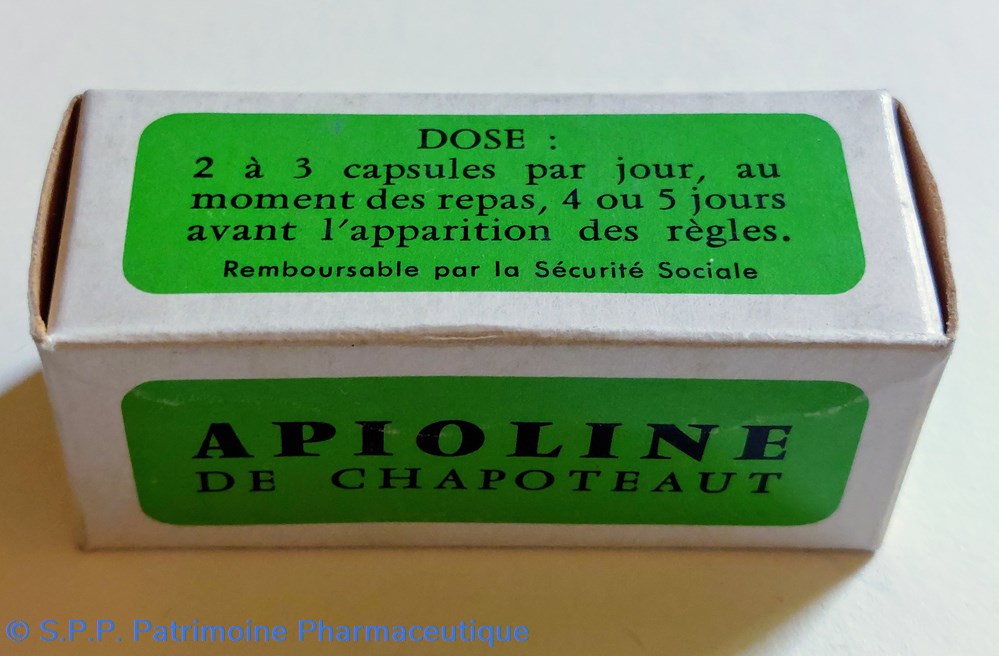 DOSE :
2 à 3 capsules par jour, au
moment des repas, 4 ou 5 jours
avant l'apparition des règles.
Remboursable par la Sécurité Sociale
APIOLINE
DE CHAPOTEAUT
© S.P.P. Patrimoine Pharmaceutique